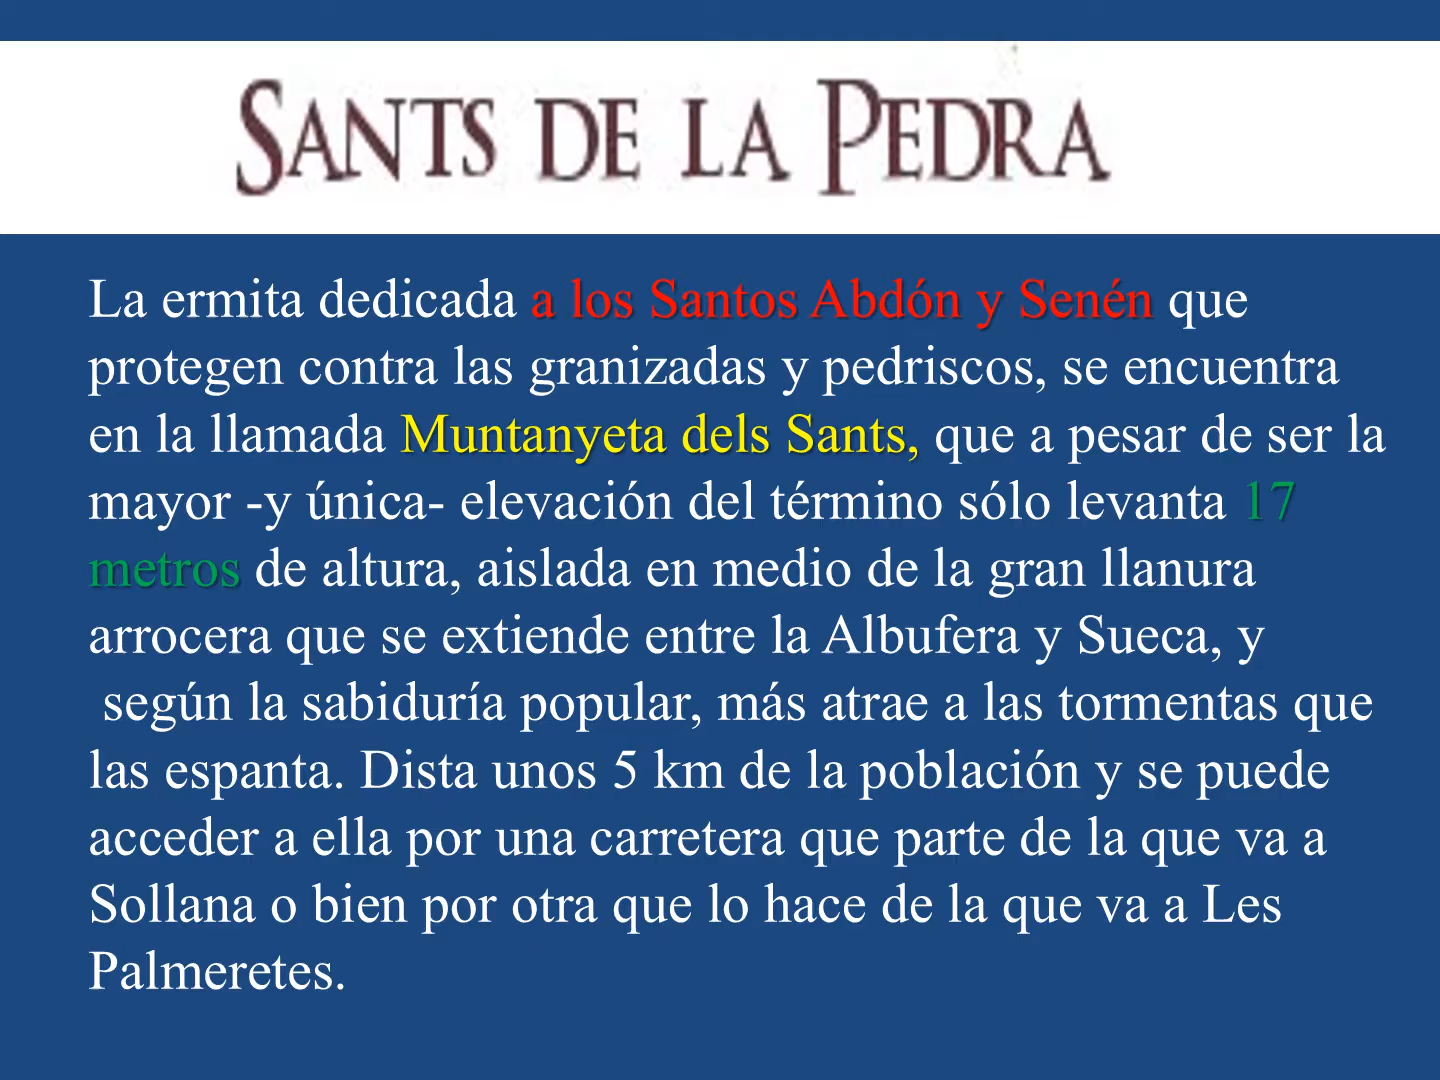 SANTS DE LA PEDRA
La ermita dedicada a los Santos Abdón y Senén que
protegen contra las granizadas y pedriscos, se encuentra
en la llamada Muntanyeta dels Sants, que a pesar de ser la
mayor -y única- elevación del término sólo levanta 17
metros de altura, aislada en medio de la gran llanura
arrocera que se extiende entre la Albufera y Sueca, y
según la sabiduría popular, más atrae a las tormentas que
las espanta. Dista unos 5 km de la población y se puede
acceder a ella por una carretera que parte de la que va a
Sollana o bien por otra que lo hace de la que va a Les
Palmeretes.